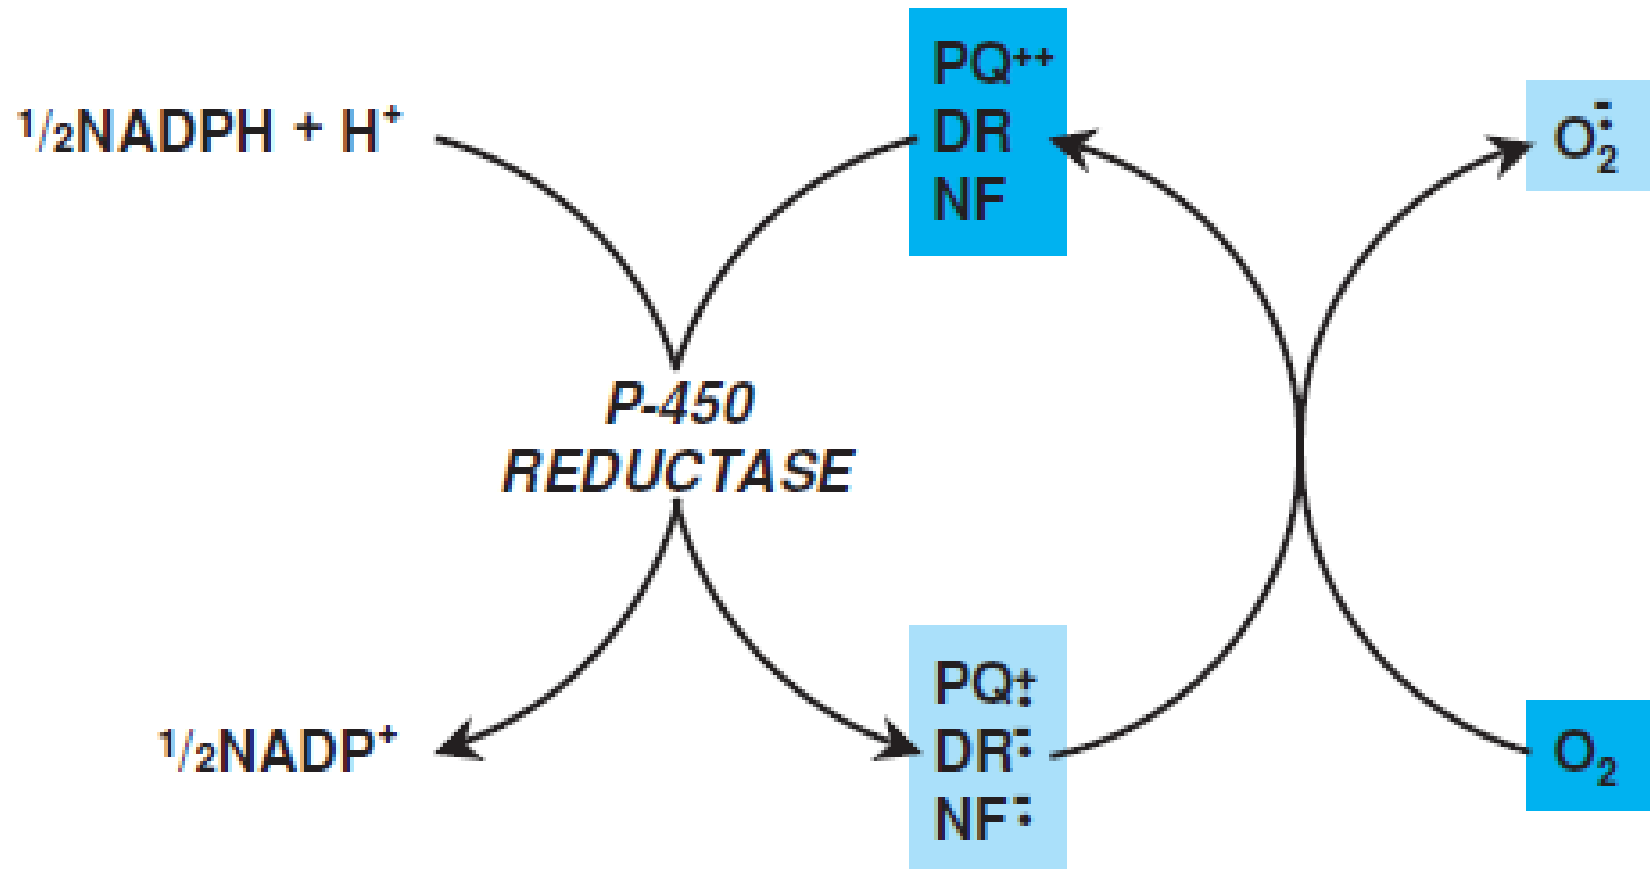 ½NADPH + H⁺
PQ⁺⁺
DR
NF
O₂•⁻
P-450
REDUCTASE
½NADP⁺
PQ•⁺
DR•⁻
NF•⁻
O₂